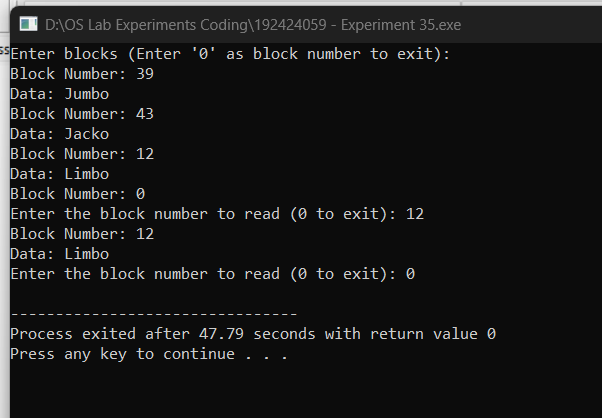 D:\OS Lab Experiments Coding\192424059 - Experiment 35.exe
Enter blocks (Enter '0' as block number to exit):
Block Number: 39
Data: Jumbo
Block Number: 43
Data: Jacko
Block Number: 12
Data: Limbo
Block Number: 0
Enter the block number to read (0 to exit): 12
Block Number: 12
Data: Limbo
Enter the block number to read (0 to exit): 0
--------------------------------
Process exited after 47.79 seconds with return value 0
Press any key to continue . . .